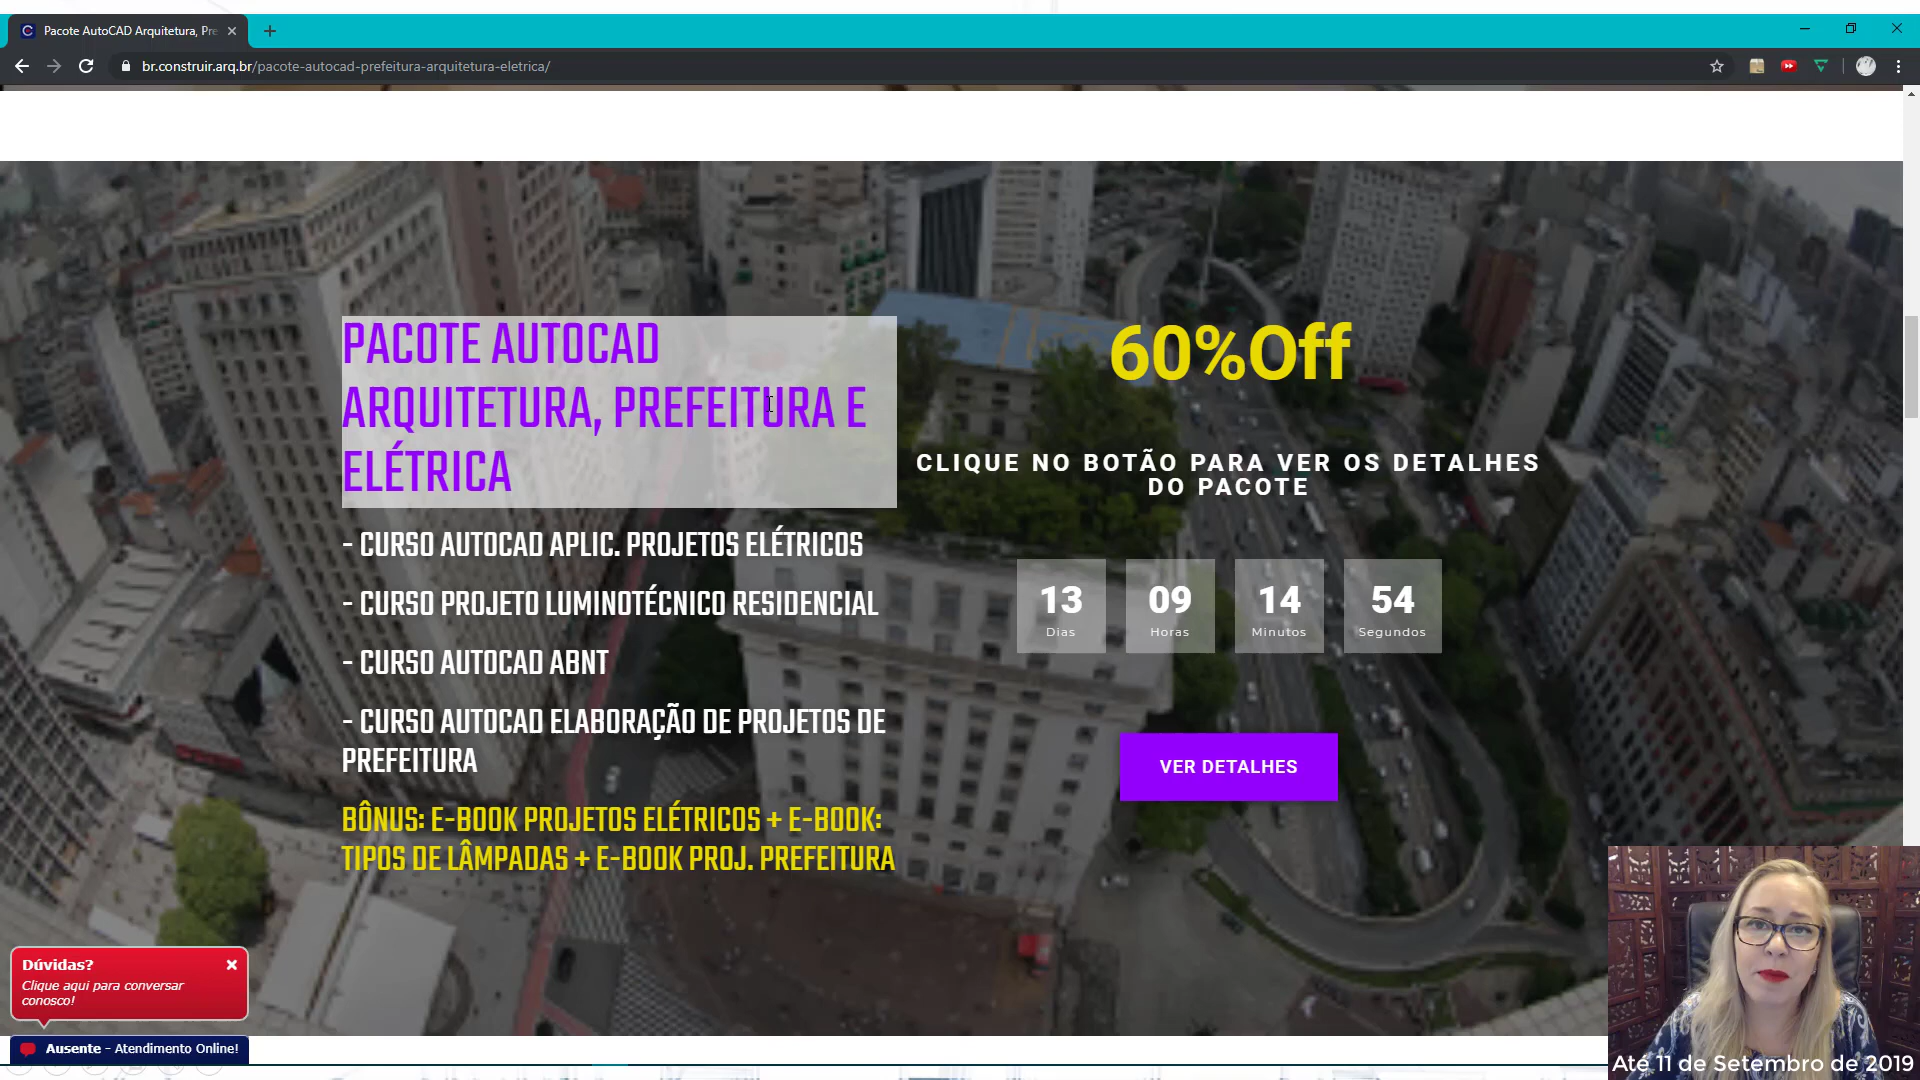 Pacote AutoCAD Arquitetura, Pre
br.construir.arq.br/pacote-autocad-prefeitura-arquitetura-eletrica/
PACOTE AUTOCAD
ARQUITETURA, PREFEITURA E
ELÉTRICA
- CURSO AUTOCAD APLIC. PROJETOS ELÉTRICOS
- CURSO PROJETO LUMINOTÉCNICO RESIDENCIAL
- CURSO AUTOCAD ABNT
- CURSO AUTOCAD ELABORAÇÃO DE PROJETOS DE
PREFEITURA
BÔNUS: E-BOOK PROJETOS ELÉTRICOS + E-BOOK:
TIPOS DE LÂMPADAS + E-BOOK PROJ. PREFEITURA
60%Off
CLIQUE NO BOTÃO PARA VER OS DETALHES
DO PACOTE
13 09 14 54
Dias Horas Minutos Segundos
VER DETALHES
Dúvidas?
Clique aqui para conversar
conosco!
Ausente - Atendimento Online!
Até 11 de Setembro de 2019